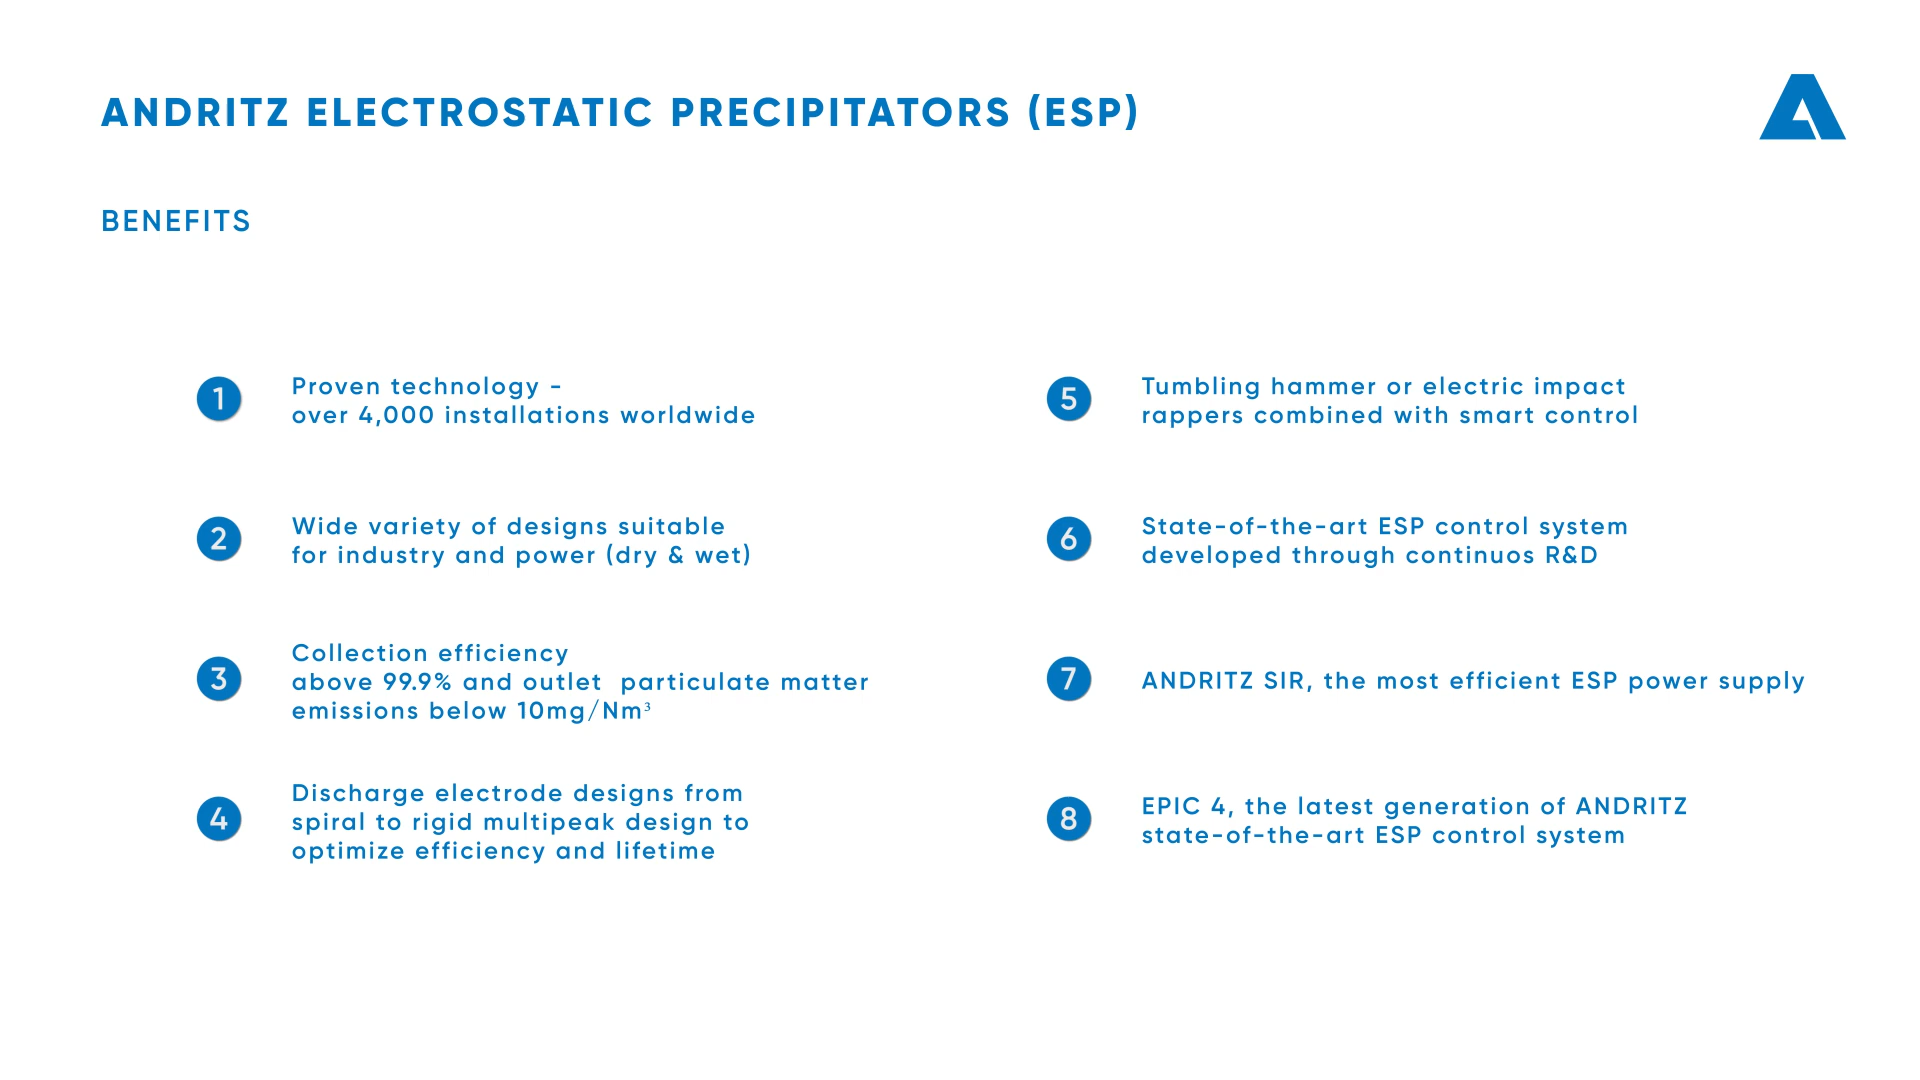 ANDRITZ ELECTROSTATIC PRECIPITATORS (ESP)
BENEFITS
1
Proven technology -
over 4,000 installations worldwide
2
Wide variety of designs suitable
for industry and power (dry & wet)
3
Collection efficiency
above 99.9% and outlet  particulate matter
emissions below 10mg/Nm³
4
Discharge electrode designs from
spiral to rigid multipeak design to
optimize efficiency and lifetime
5
Tumbling hammer or electric impact
rappers combined with smart control
6
State-of-the-art ESP control system
developed through continuos R&D
7
ANDRITZ SIR, the most efficient ESP power supply
8
EPIC 4, the latest generation of ANDRITZ
state-of-the-art ESP control system